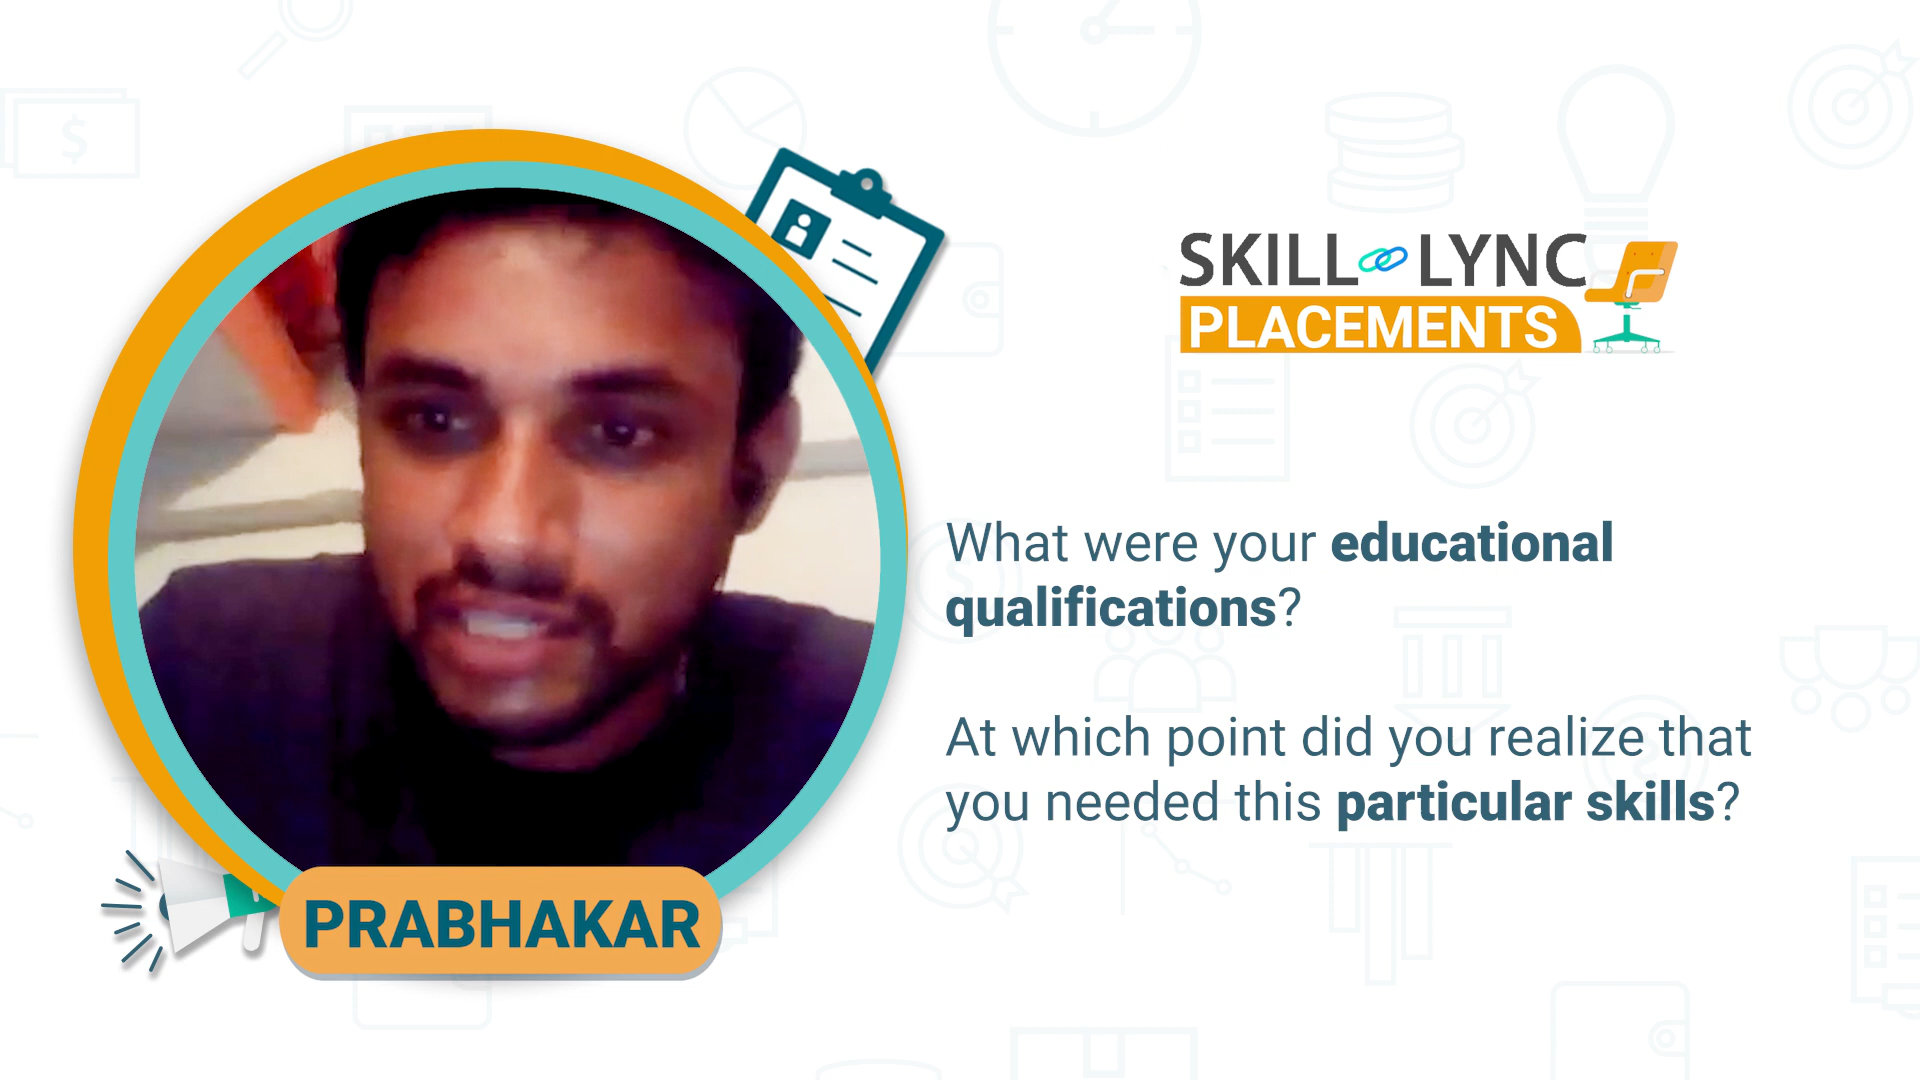 SKILL LYNC
PLACEMENTS
What were your educational
qualifications?
At which point did you realize that
you needed this particular skills?
PRABHAKAR